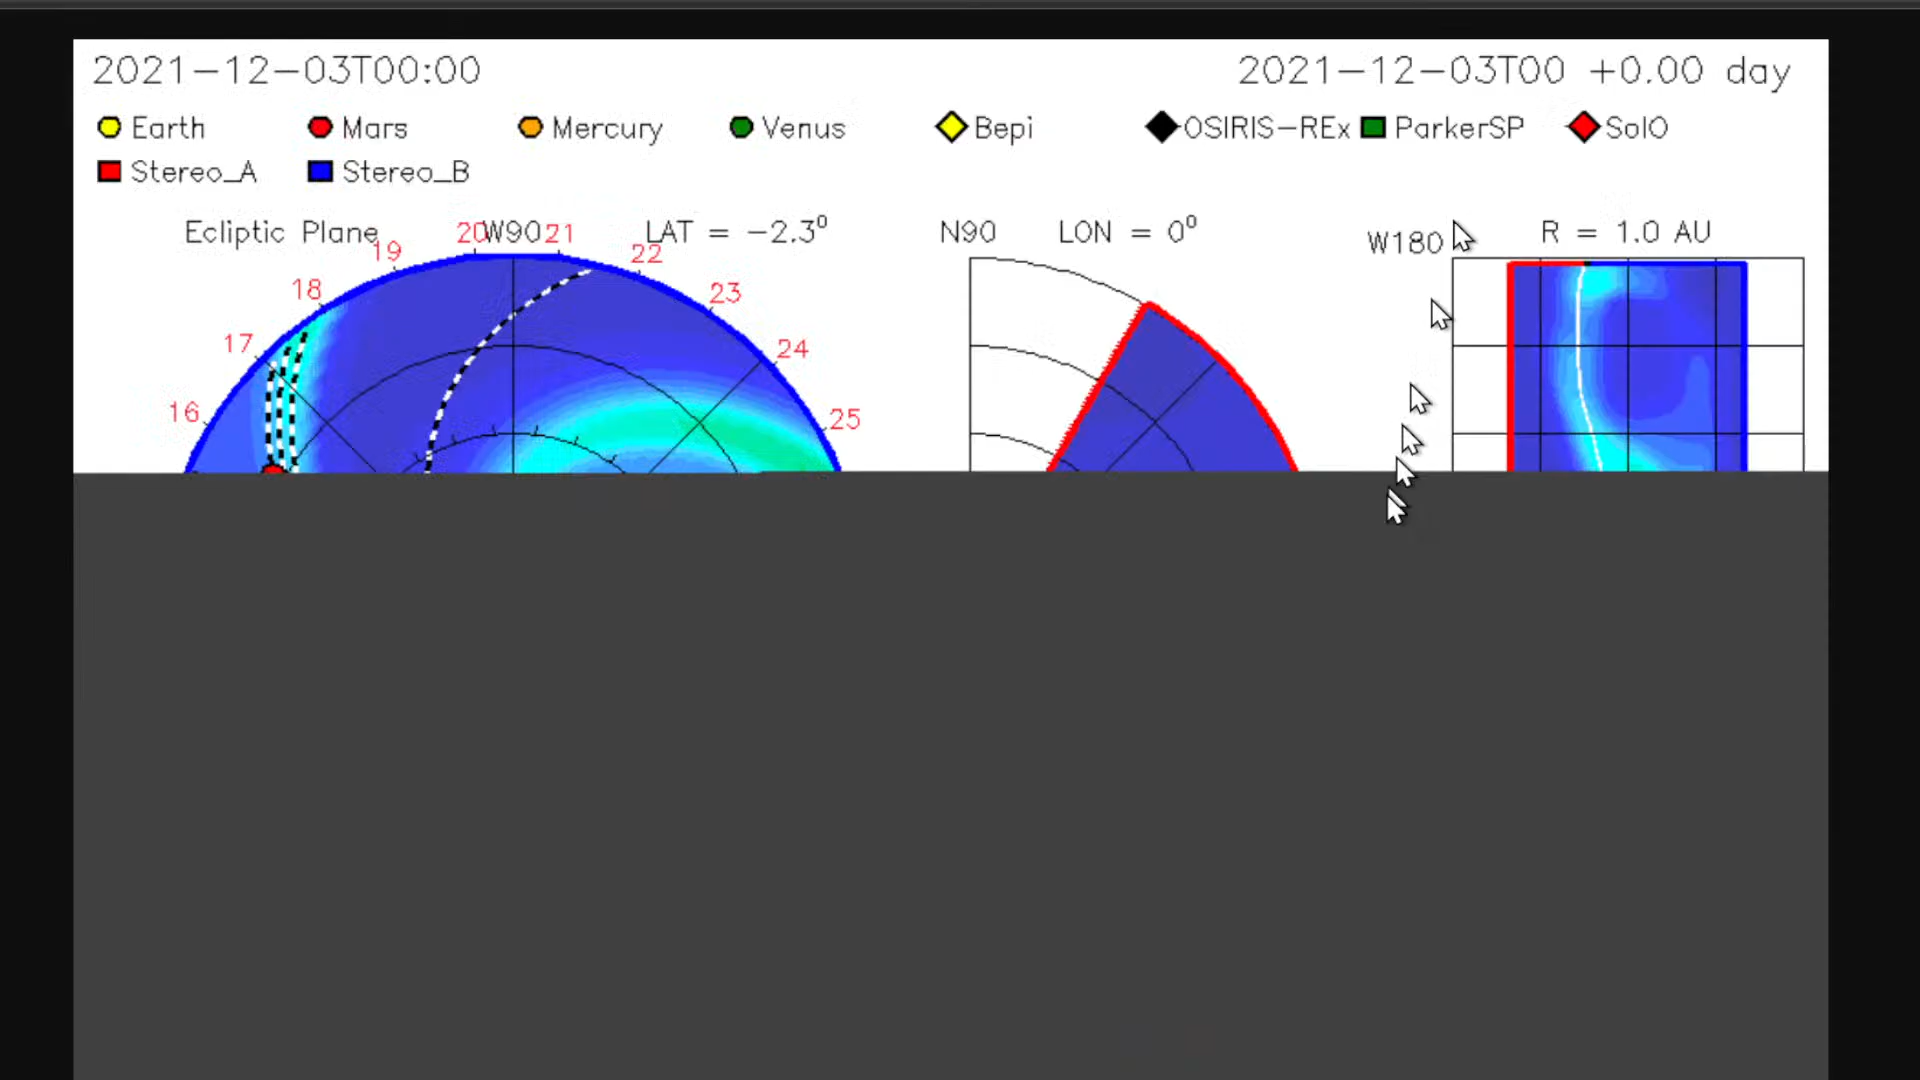 2021-12-03T00:00
2021-12-03T00 +0.00 day
Earth Mars Mercury Venus Bepi OSIRIS-REx ParkerSP SolO
Stereo_A Stereo_B
Ecliptic Plane W90 LAT = -2.3⁰
N90 LON = 0⁰
W180 R = 1.0 AU
16
17
18
19
20
21
22
23
24
25